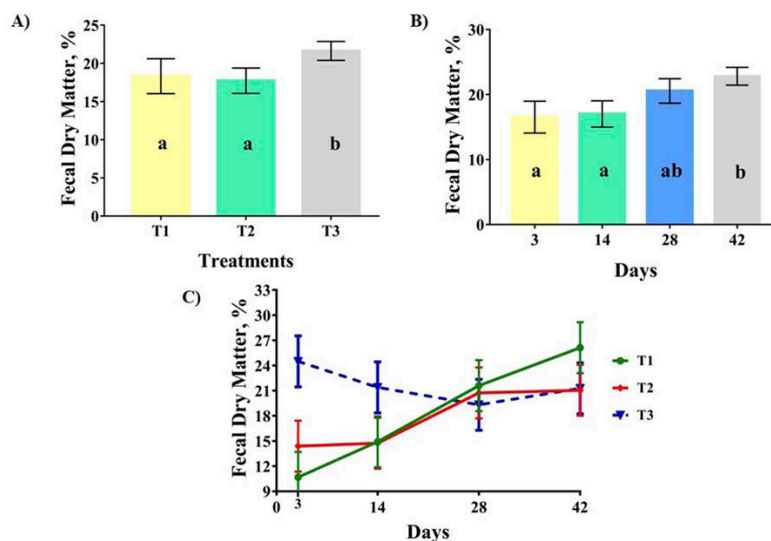 A)
Fecal Dry Matter, %
25
20
15
10
5
0
a
a
b
T1
T2
T3
Treatments
B)
Fecal Dry Matter, %
30
20
10
0
a
a
ab
b
3
14
28
42
Days
C)
Fecal Dry Matter, %
33
30
27
24
21
18
15
12
9
0
3
14
28
42
Days
T1
T2
T3